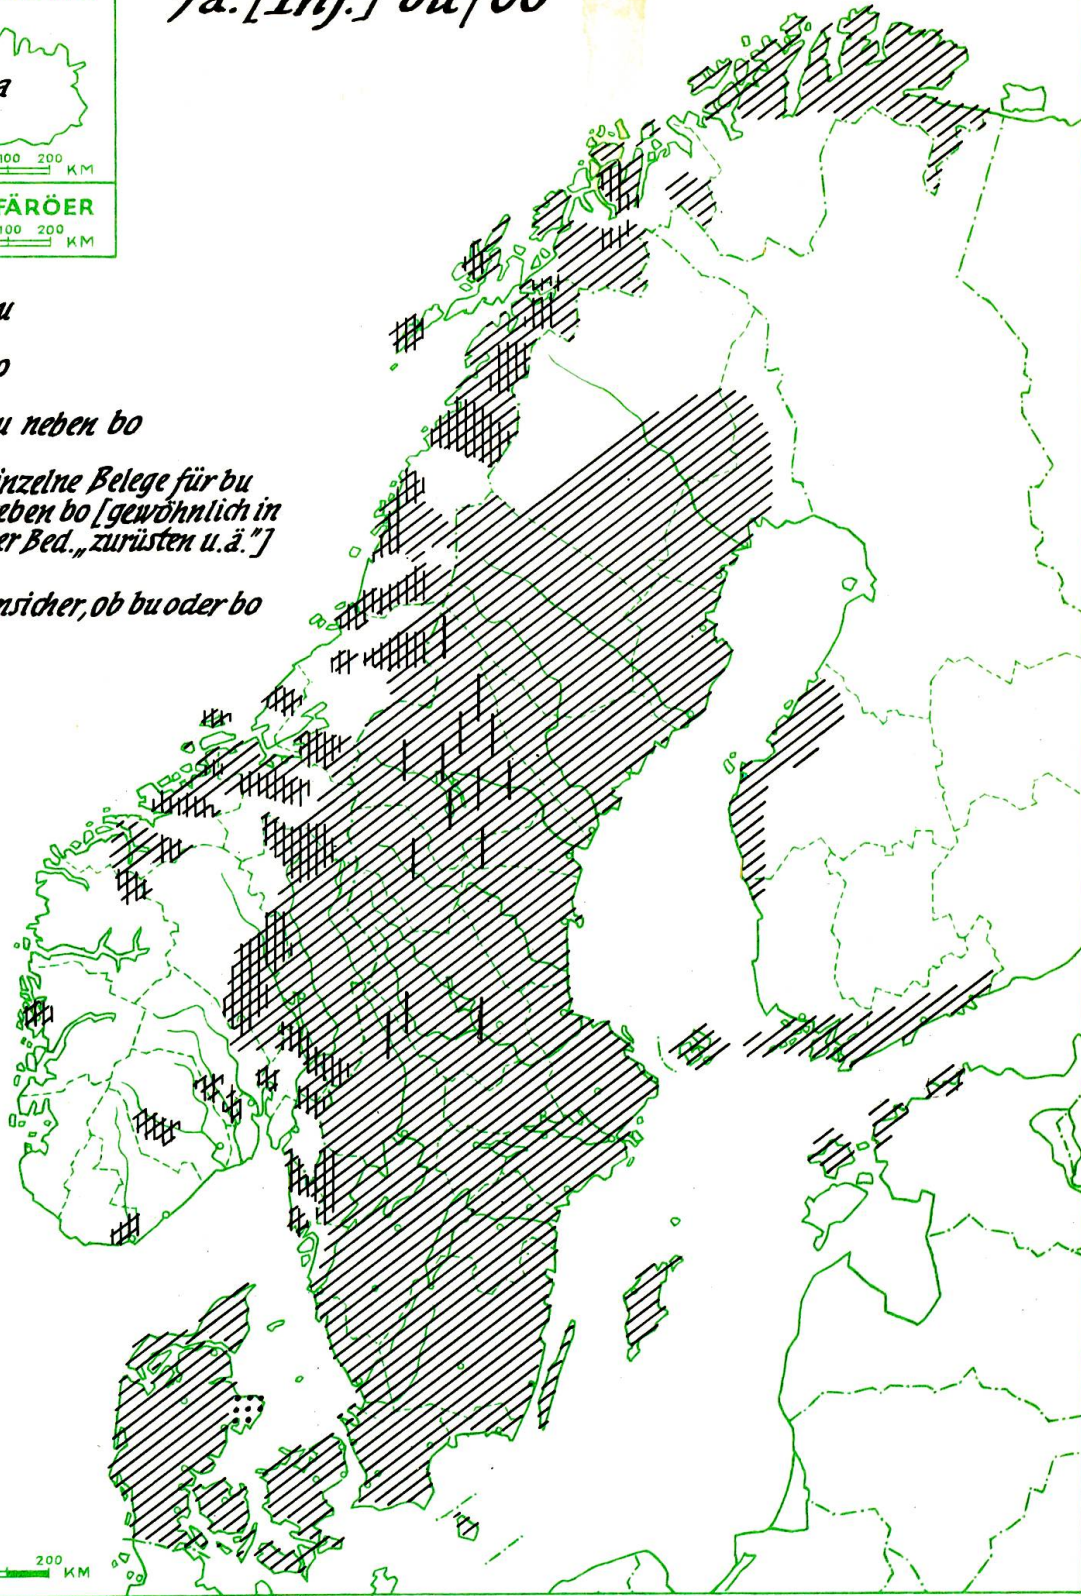 7a. [Inf.] bu/bo
a
100 200
KM
FÄRÖER
100 200
KM
u
o
u neben bo
inzelne Belege für bu
eben bo [gewöhnlich in
er Bed. „zurüsten u.ä."]
nsicher, ob bu oder bo
200
KM